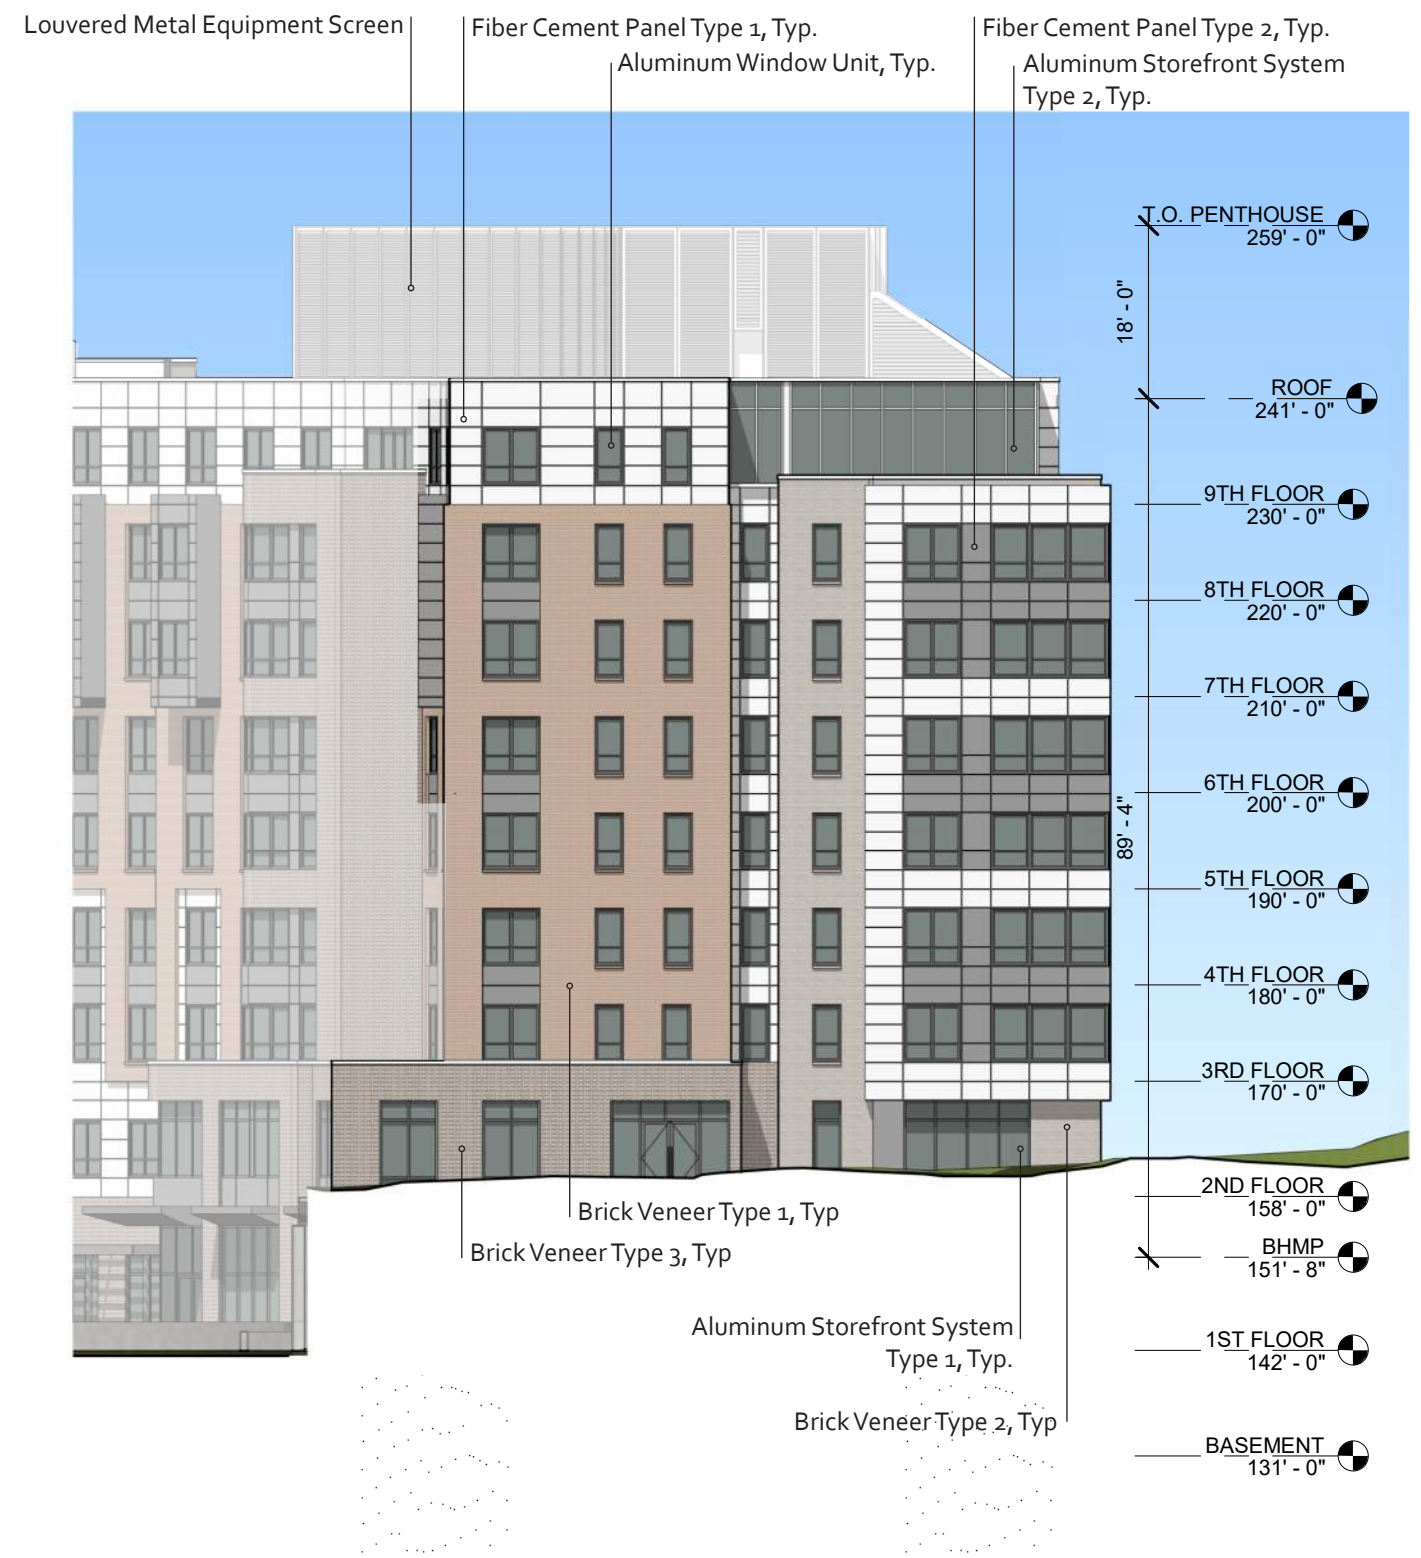 Louvered Metal Equipment Screen
Fiber Cement Panel Type 1, Typ.
Aluminum Window Unit, Typ.
Fiber Cement Panel Type 2, Typ.
Aluminum Storefront System
Type 2, Typ.
T.O. PENTHOUSE
259' - 0"
18' - 0"
ROOF
241' - 0"
9TH FLOOR
230' - 0"
8TH FLOOR
220' - 0"
7TH FLOOR
210' - 0"
6TH FLOOR
200' - 0"
89' - 4"
5TH FLOOR
190' - 0"
4TH FLOOR
180' - 0"
3RD FLOOR
170' - 0"
2ND FLOOR
158' - 0"
BHMP
151' - 8"
1ST FLOOR
142' - 0"
BASEMENT
131' - 0"
Brick Veneer Type 1, Typ
Brick Veneer Type 3, Typ
Aluminum Storefront System
Type 1, Typ.
Brick Veneer Type 2, Typ